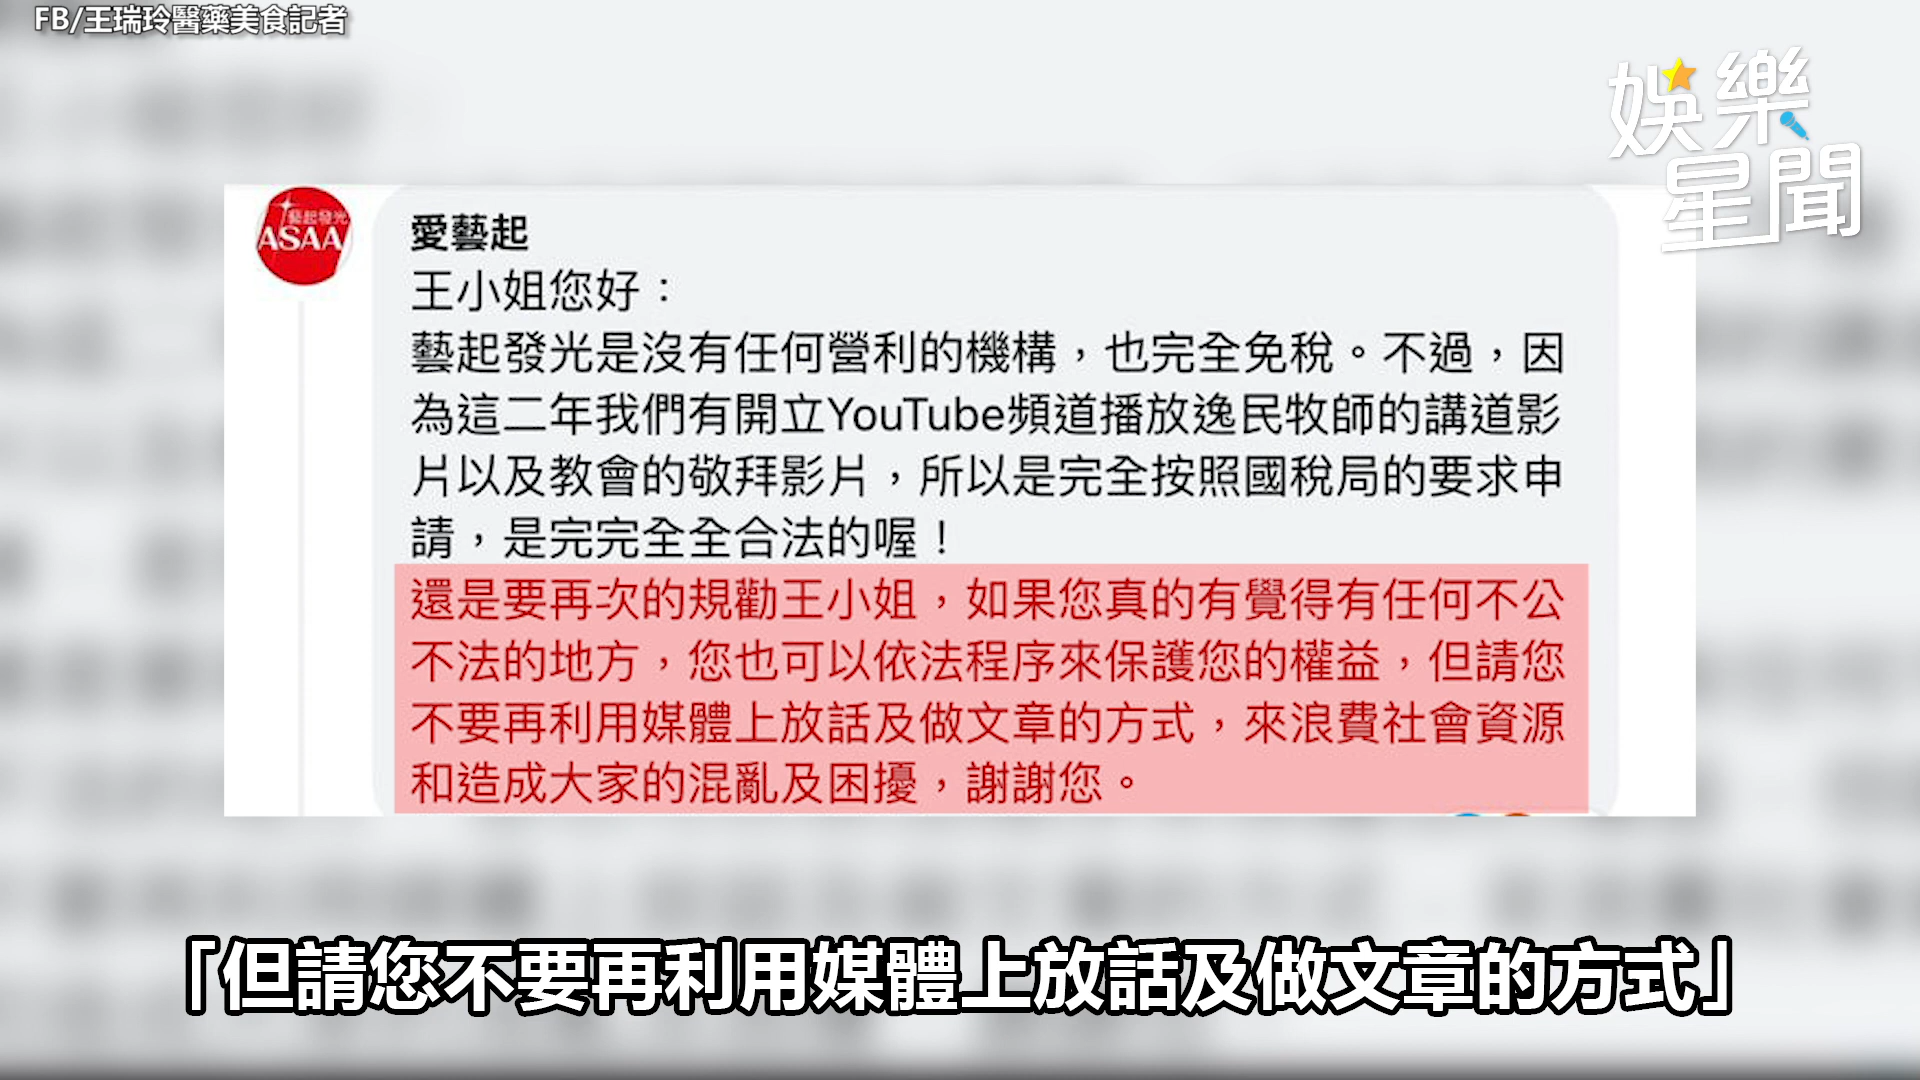 FB/王瑞玲醫藥美食記者
娛樂
星聞
藝起發光
ASAA
愛藝起
王小姐您好：
藝起發光是沒有任何營利的機構，也完全免稅。不過，因
為這二年我們有開立YouTube頻道播放逸民牧師的講道影
片以及教會的敬拜影片，所以是完全按照國稅局的要求申
請，是完完全全合法的喔！
還是要再次的規勸王小姐，如果您真的有覺得有任何不公
不法的地方，您也可以依法程序來保護您的權益，但請您
不要再利用媒體上放話及做文章的方式，來浪費社會資源
和造成大家的混亂及困擾，謝謝您。
「但請您不要再利用媒體上放話及做文章的方式」